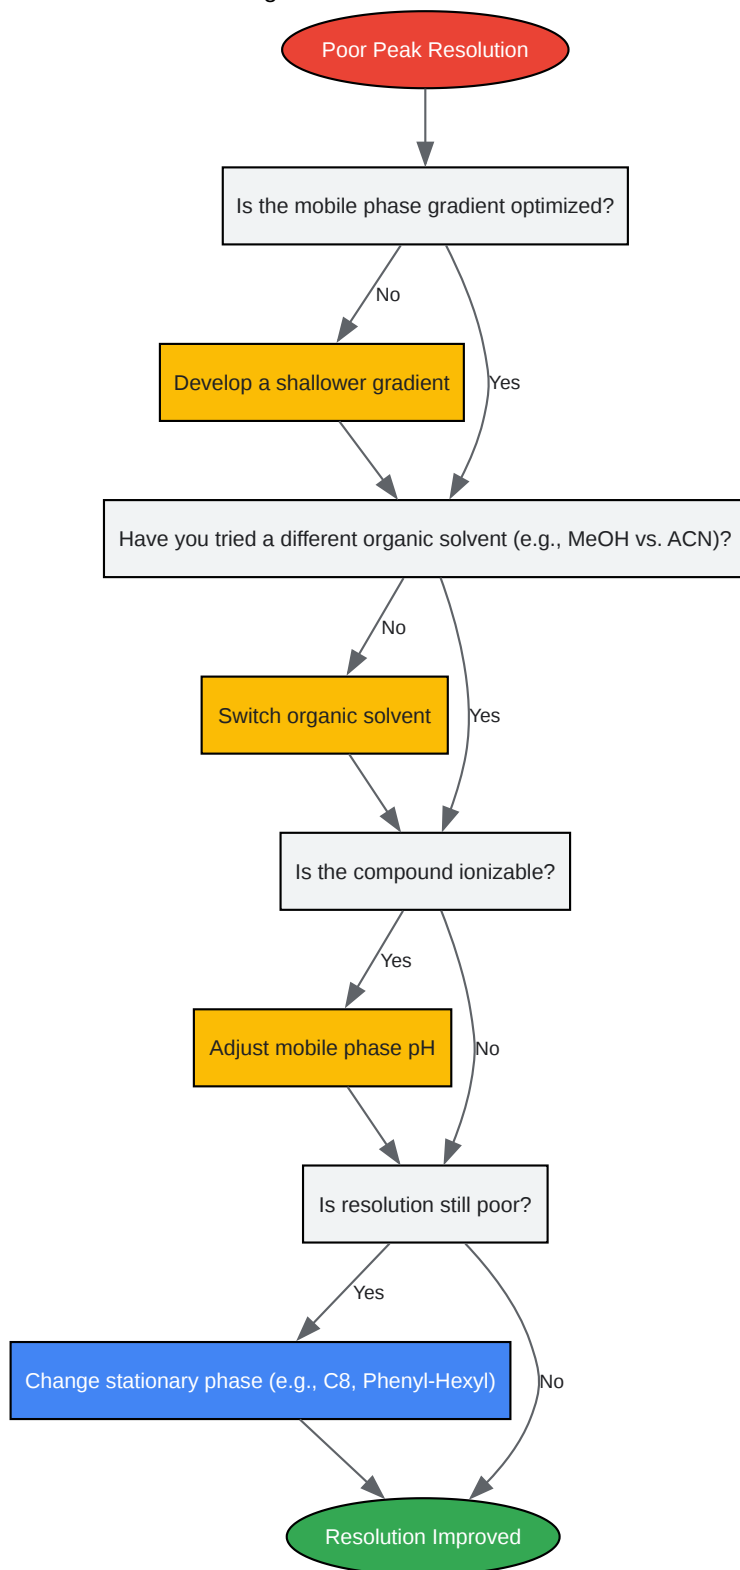 Poor Peak Resolution
Is the mobile phase gradient optimized?
No
Develop a shallower gradient
Yes
Have you tried a different organic solvent (e.g., MeOH vs. ACN)?
No
Switch organic solvent
Yes
Is the compound ionizable?
Yes
Adjust mobile phase pH
No
Is resolution still poor?
Yes
Change stationary phase (e.g., C8, Phenyl-Hexyl)
No
Resolution Improved